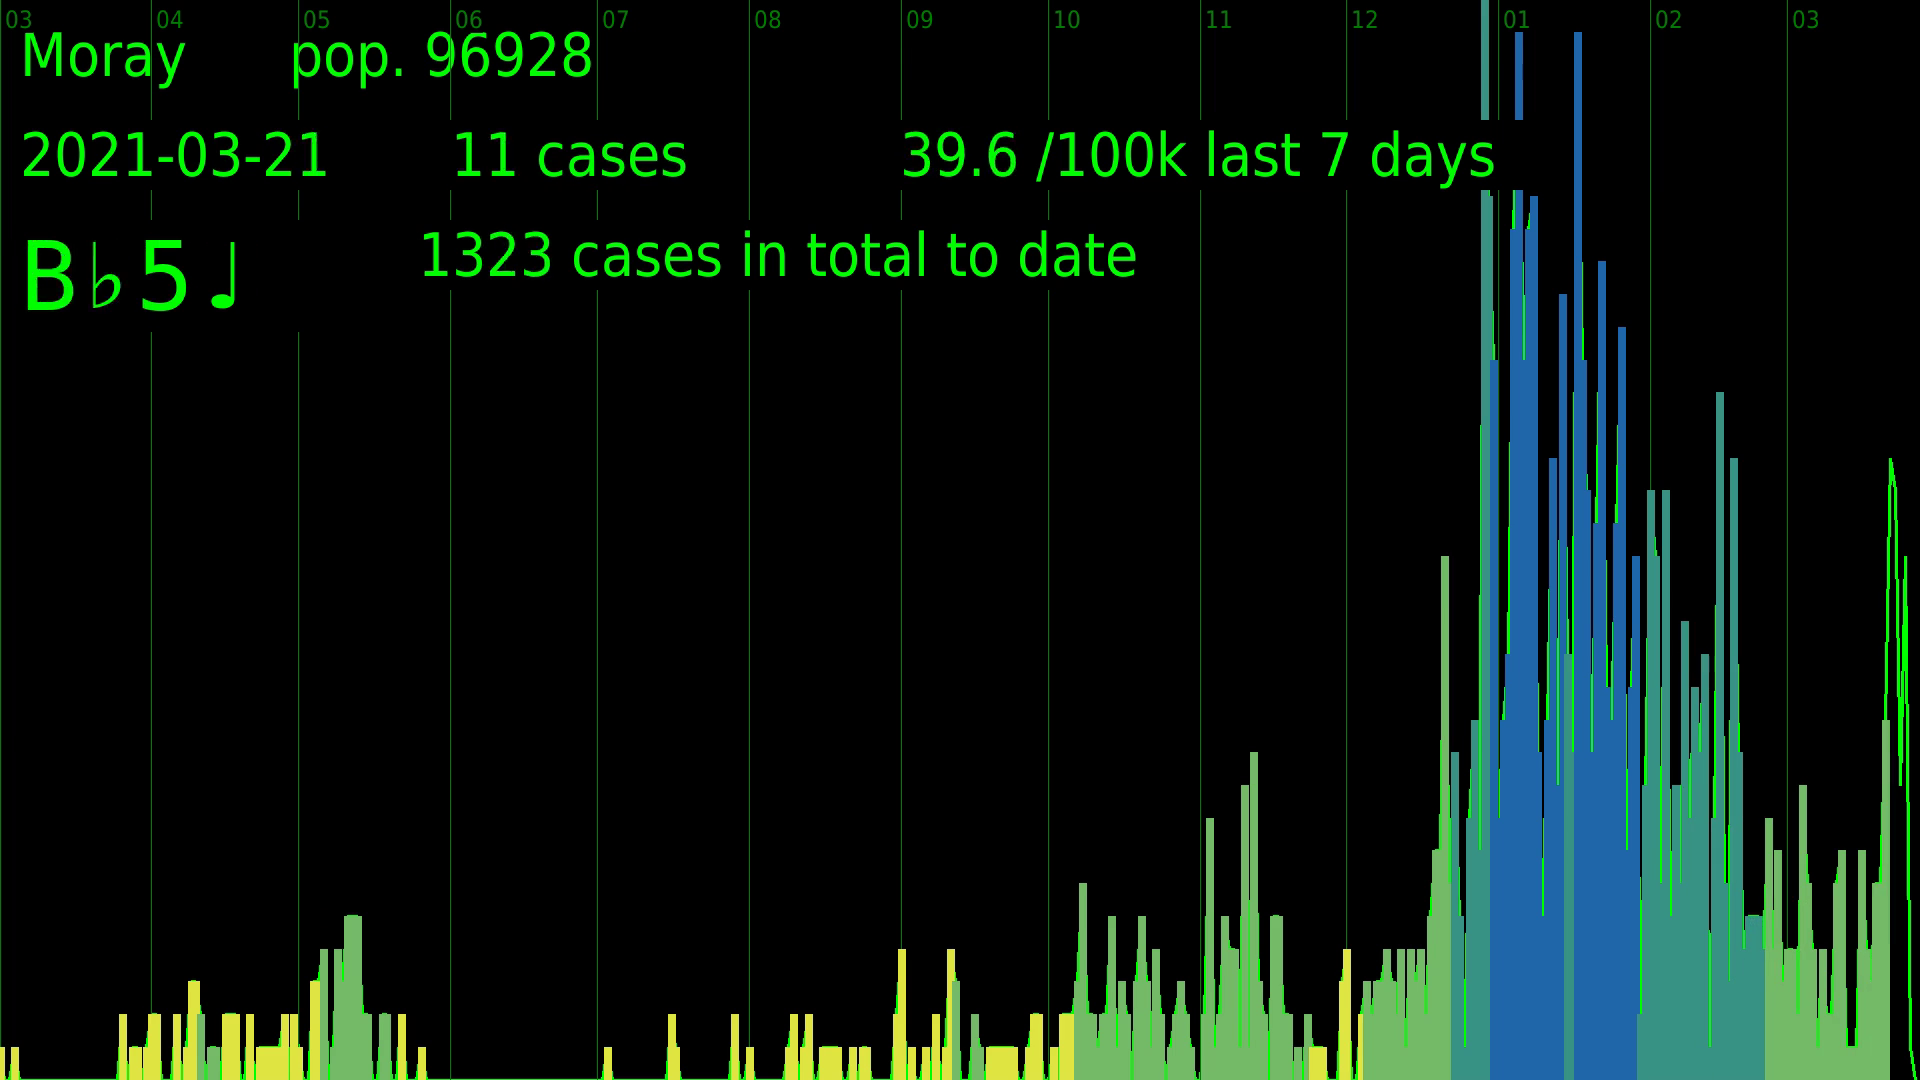 03 04 05 06 07 08 09 10 11 12 01 02 03
Moray pop. 96928
2021-03-21 11 cases 39.6 /100k last 7 days
B♭5♩ 1323 cases in total to date